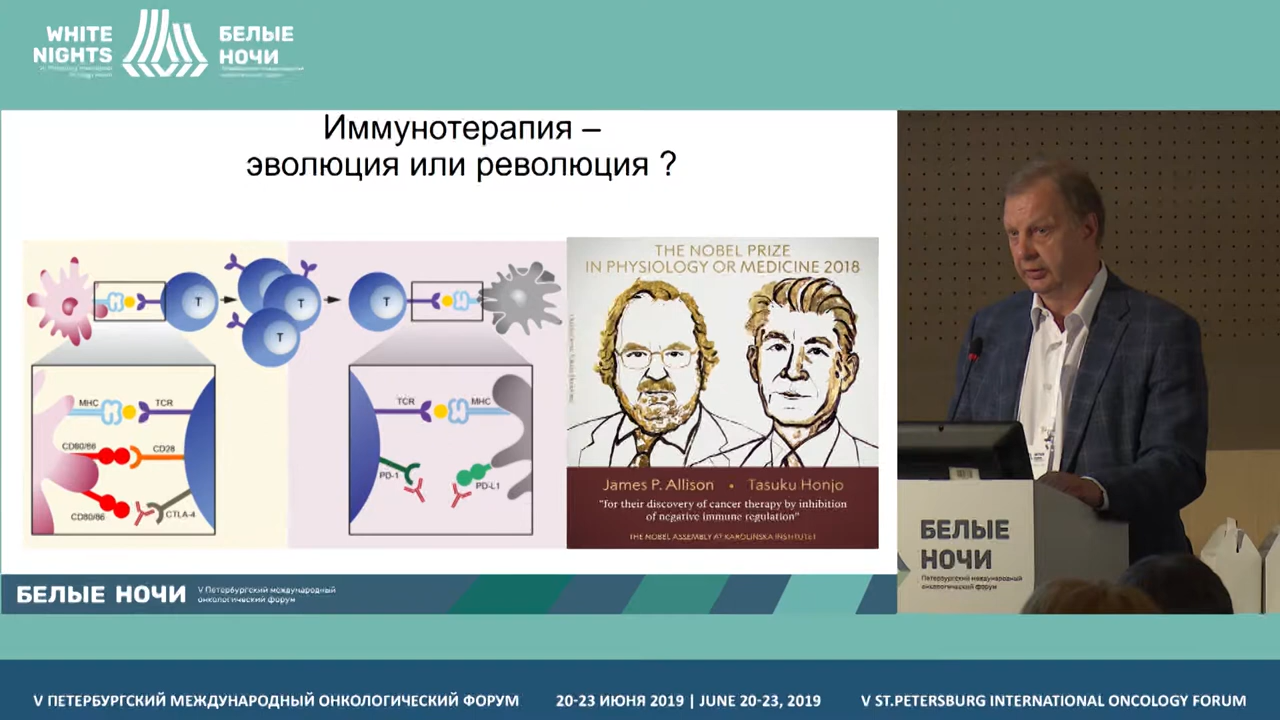 WHITE
NIGHTS
БЕЛЫЕ
НОЧИ
Иммунотерапия –
эволюция или революция ?
T
T
T
T
T
MHC
TCR
CD80/86
CD28
CD80/86
CTLA-4
TCR
MHC
PD-1
PD-L1
THE NOBEL PRIZE
IN PHYSIOLOGY OR MEDICINE 2018
James P. Allison • Tasuku Honjo
"for their discovery of cancer therapy by inhibition
of negative immune regulation"
THE NOBEL ASSEMBLY AT KAROLINSKA INSTITUTET
БЕЛЫЕ НОЧИ
V Петербургский международный
онкологический форум
БЕЛЫЕ
НОЧИ
Петербургский международный
онкологический форум
V ПЕТЕРБУРГСКИЙ МЕЖДУНАРОДНЫЙ ОНКОЛОГИЧЕСКИЙ ФОРУМ
20-23 ИЮНЯ 2019 | JUNE 20-23, 2019
V ST.PETERSBURG INTERNATIONAL ONCOLOGY FORUM